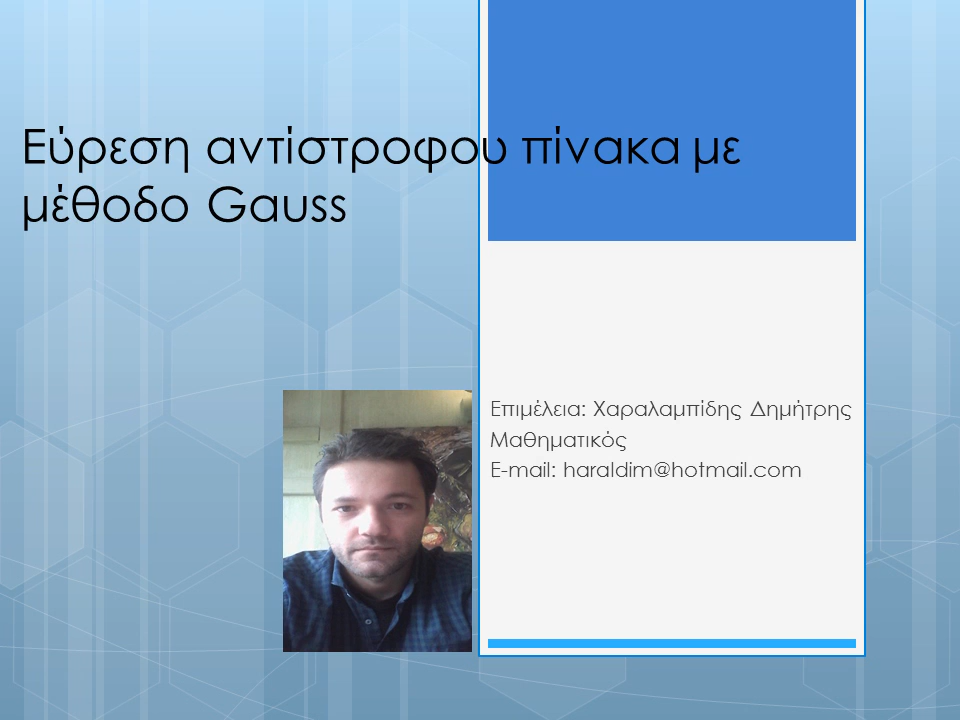 Εύρεση αντίστροφου πίνακα με
μέθοδο Gauss
Επιμέλεια: Χαραλαμπίδης Δημήτρης
Μαθηματικός
E-mail: haraldim@hotmail.com